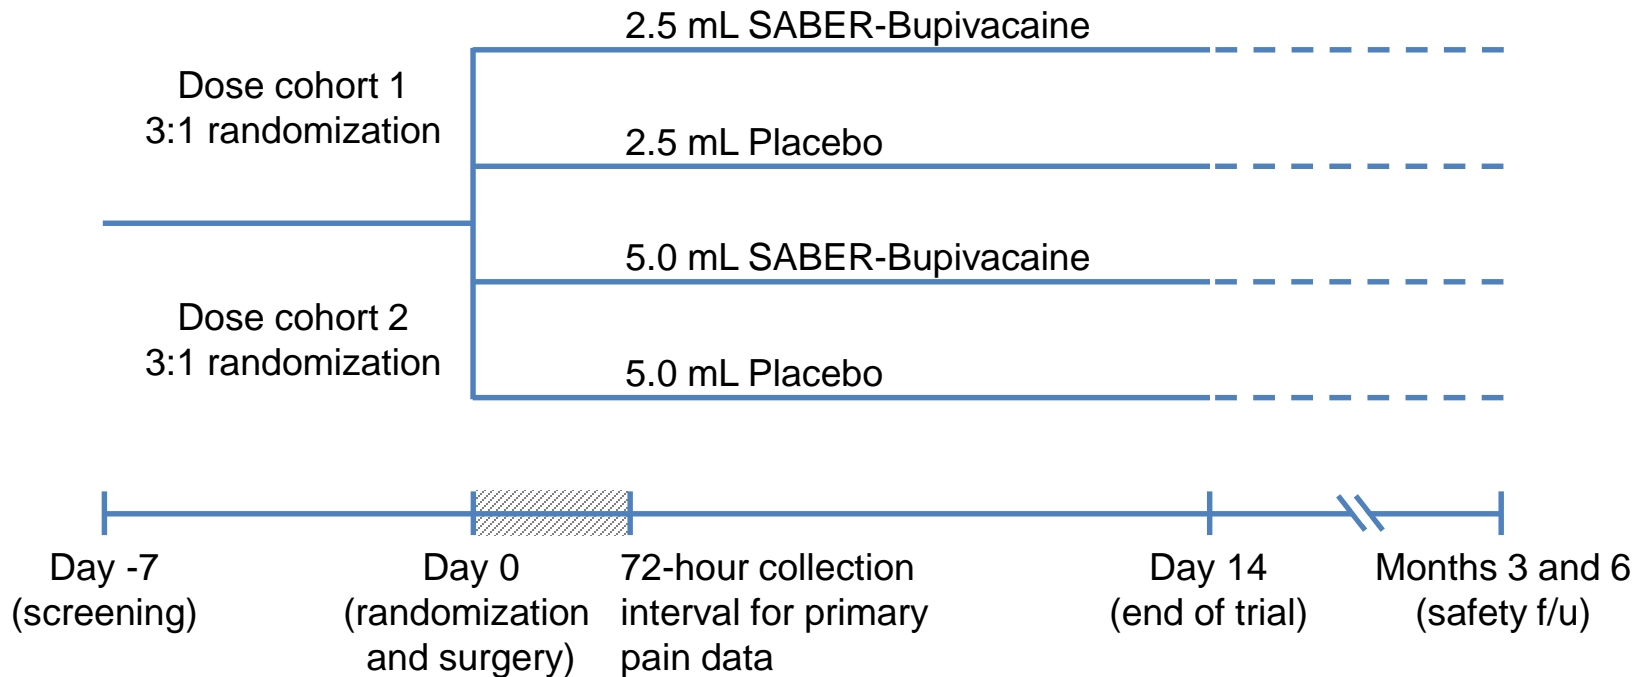 2.5 mL SABER-Bupivacaine
Dose cohort 1
3:1 randomization
2.5 mL Placebo
5.0 mL SABER-Bupivacaine
Dose cohort 2
3:1 randomization
5.0 mL Placebo
Day -7
(screening)
Day 0
(randomization
and surgery)
72-hour collection
interval for primary
pain data
Day 14
(end of trial)
Months 3 and 6
(safety f/u)